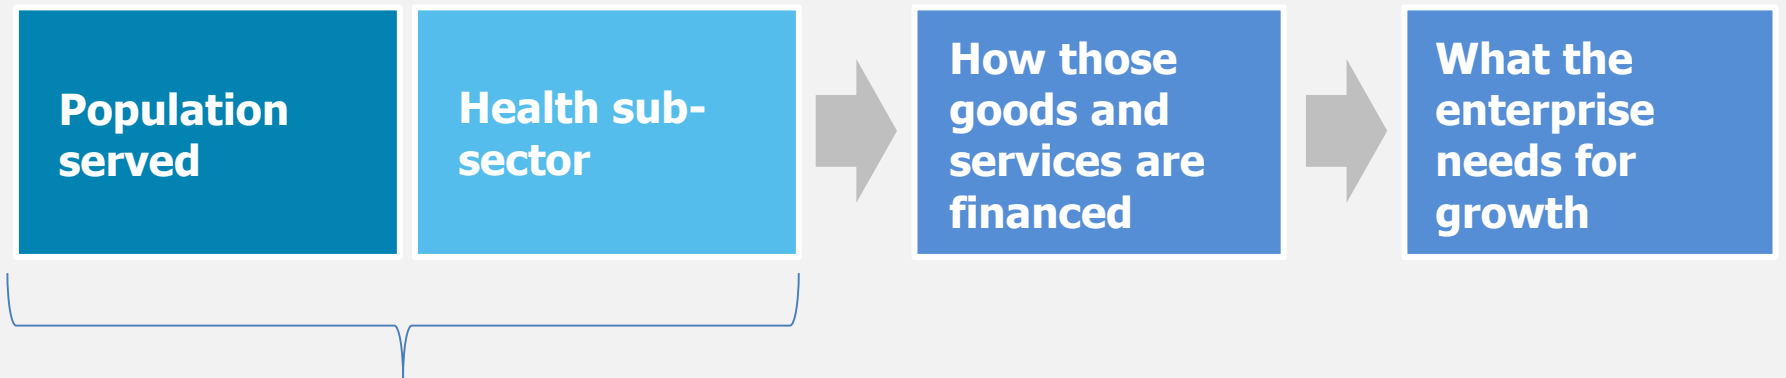 Population
served
Health sub-
sector
How those
goods and
services are
financed
What the
enterprise
needs for
growth